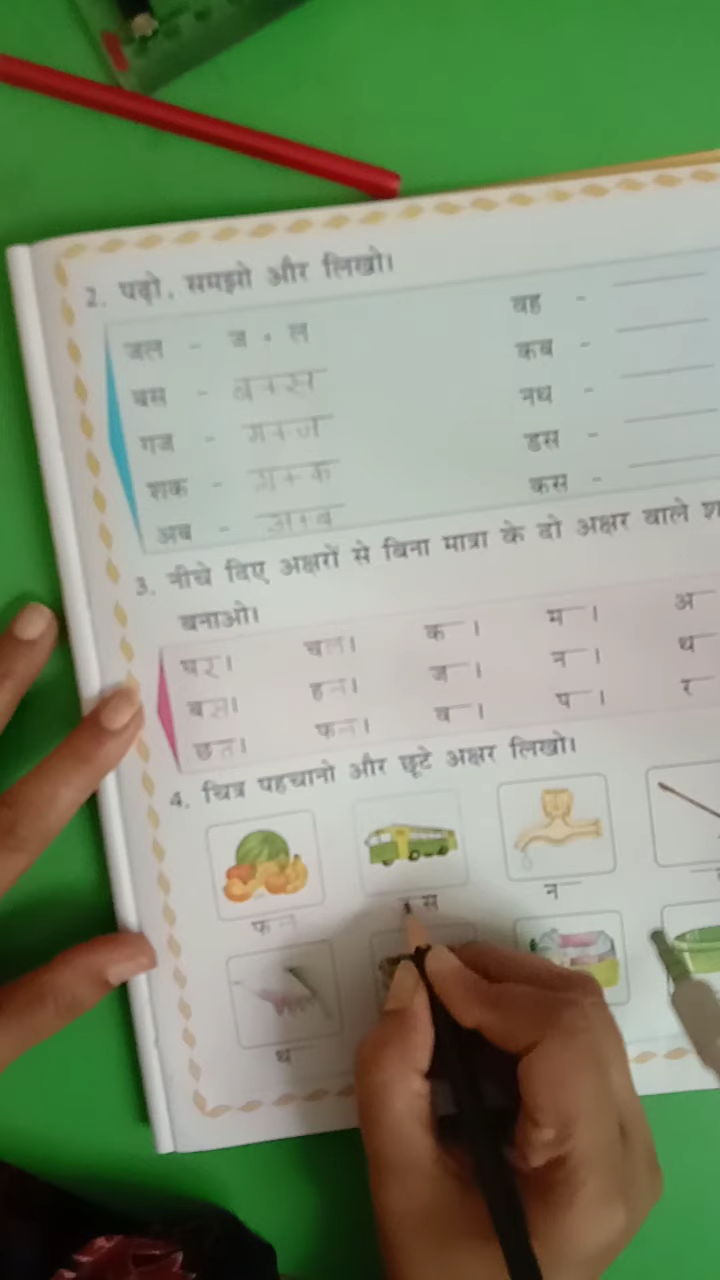 2. पढ़ो, समझो और लिखो।
जल - ज + ल वह -
बस - ब+स कब -
गज - ग+ज नथ -
शक - श+क डस -
अब - अ+ब कस -
3. नीचे दिए अक्षरों से बिना मात्रा के दो अक्षर वाले
बनाओ।
घर। चल। क । म । अ
बस। हल। ज । न । थ
छत। फल। व । प । र
4. चित्र पहचानो और छूटे अक्षर लिखो।
फल स न
थ